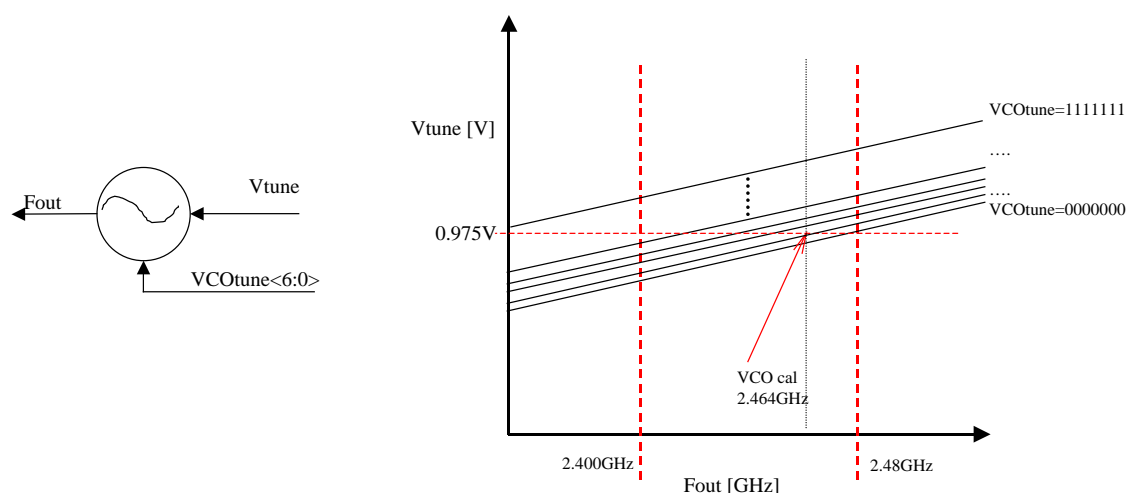 Fout
Vtune
VCOtune<6:0>
Vtune [V]
VCOtune=1111111
....
....
VCOtune=0000000
0.975V
VCO cal
2.464GHz
2.400GHz
2.48GHz
Fout [GHz]